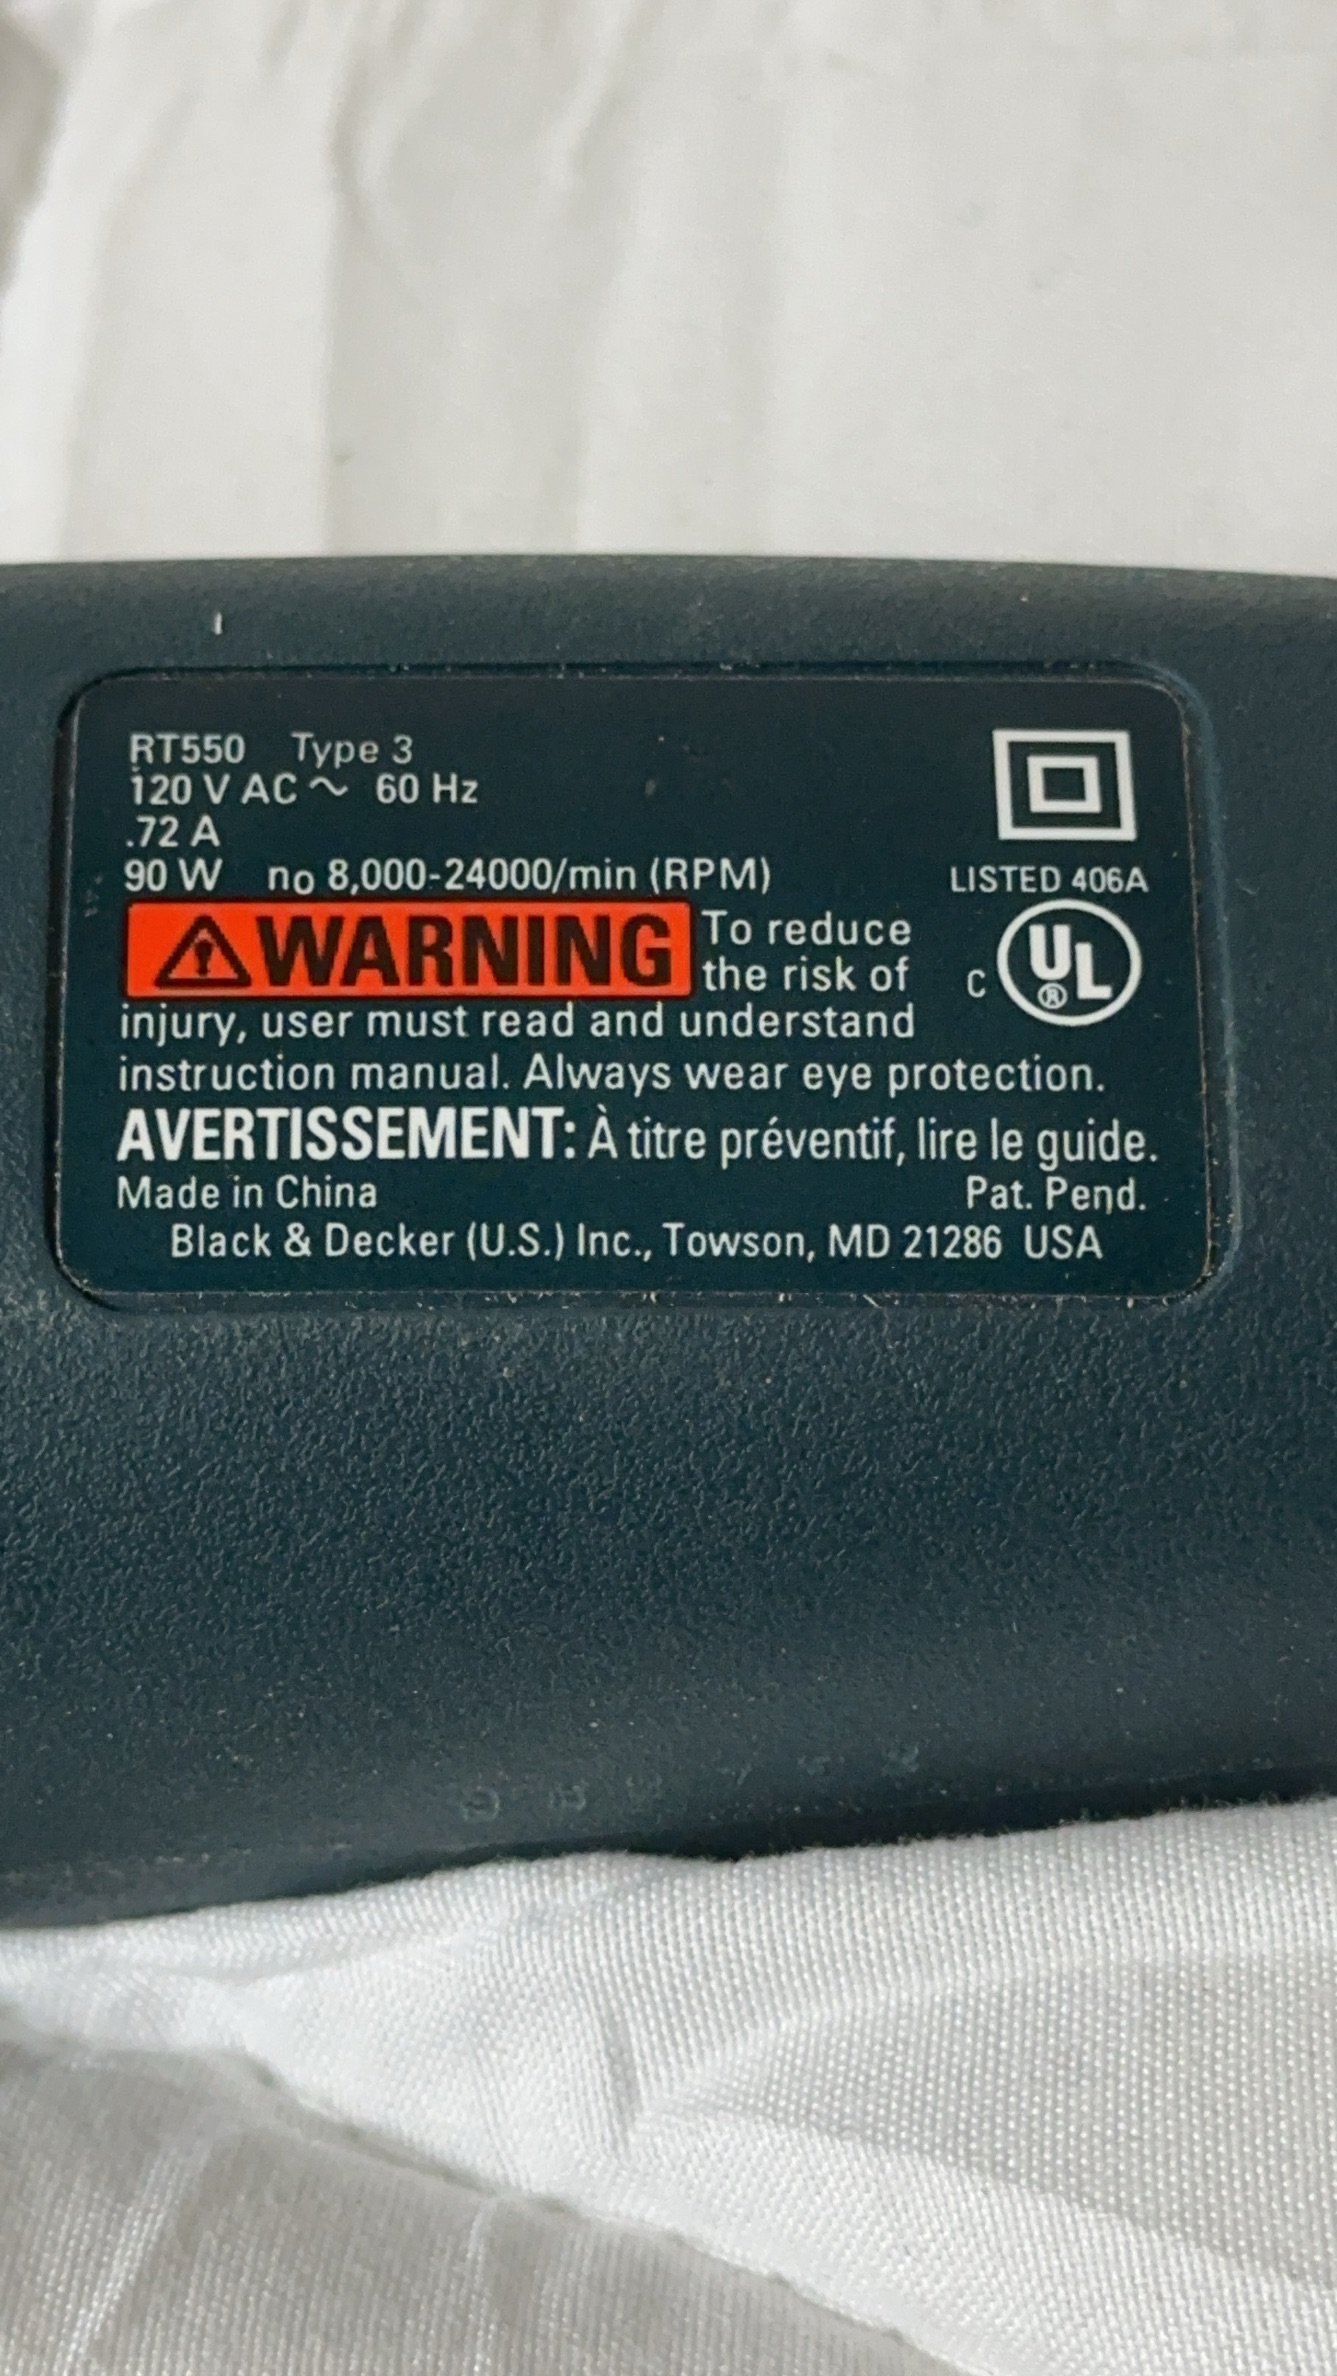 RT550 Type 3
120 V AC ~ 60 Hz
.72 A
90 W no 8,000-24000/min (RPM)
LISTED 406A
⚠WARNING To reduce
the risk of
C UL ®
injury, user must read and understand
instruction manual. Always wear eye protection.
AVERTISSEMENT: À titre préventif, lire le guide.
Made in China Pat. Pend.
Black & Decker (U.S.) Inc., Towson, MD 21286 USA